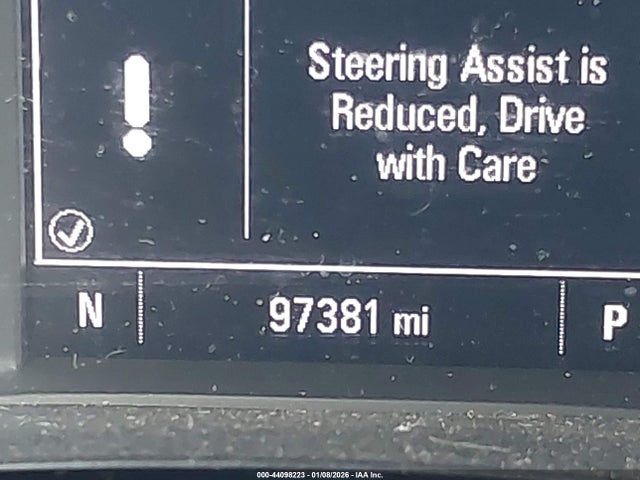 Steering Assist is
Reduced, Drive
with Care
N 97381 mi P
000-44098223 - 01/08/2026 - IAA Inc.